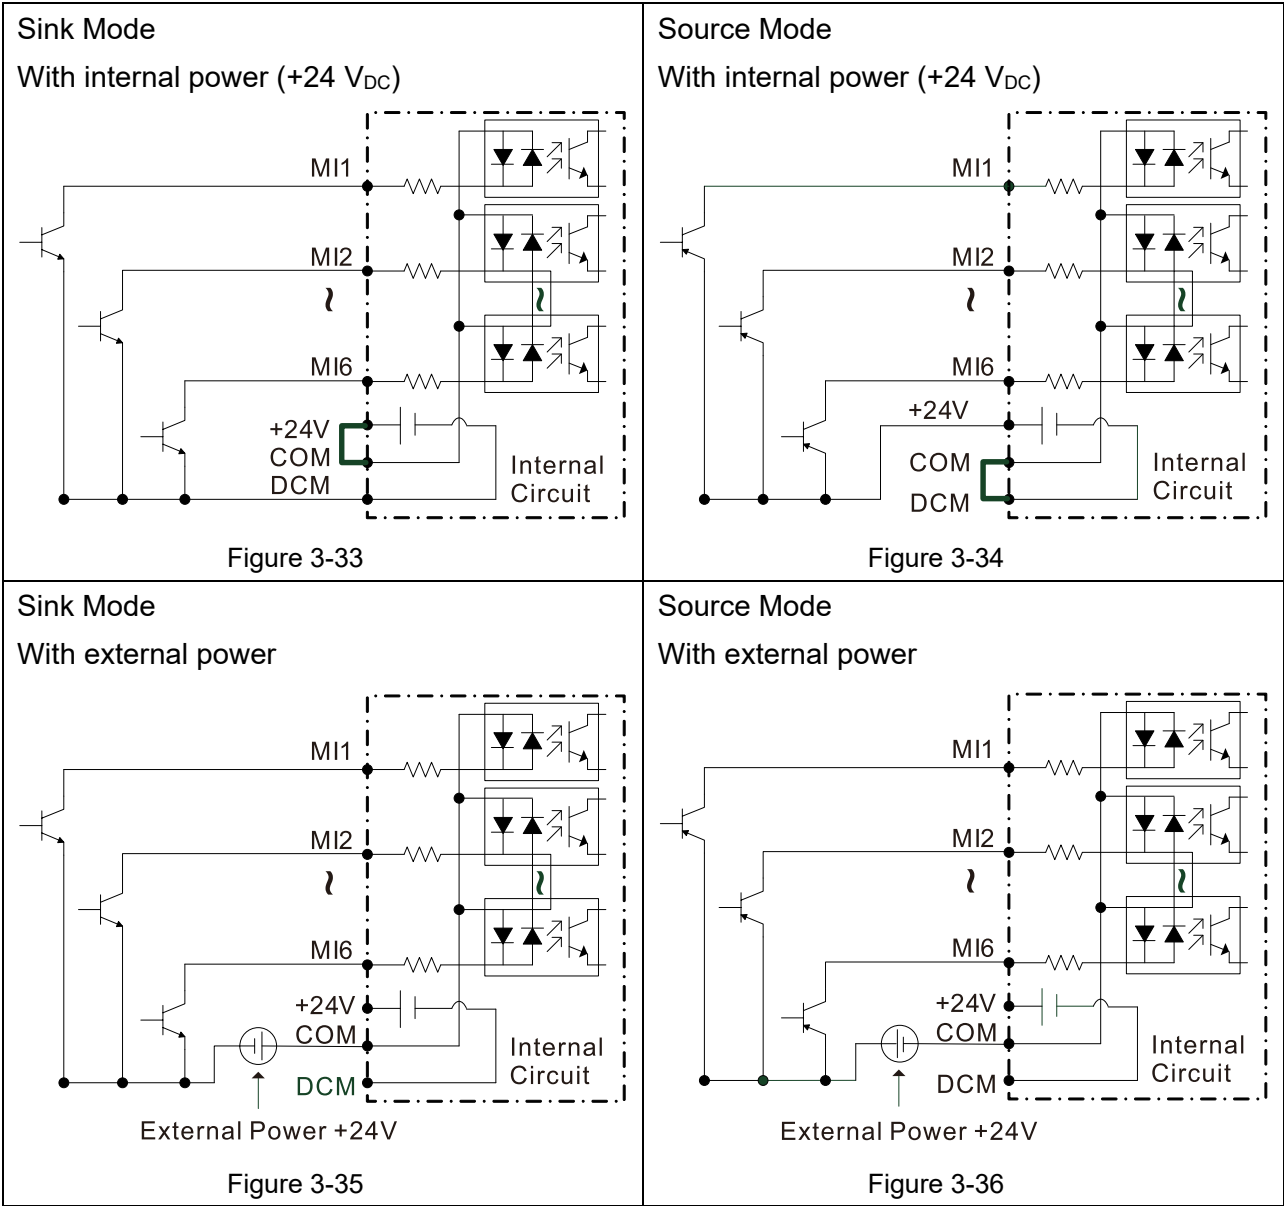 Sink Mode
With internal power (+24 VDC)
MI1
MI2
~
MI6
+24V
COM
DCM
Internal
Circuit
~
Figure 3-33
Source Mode
With internal power (+24 VDC)
MI1
MI2
~
MI6
+24V
COM
DCM
Internal
Circuit
~
Figure 3-34
Sink Mode
With external power
MI1
MI2
~
MI6
+24V
COM
DCM
Internal
Circuit
~
External Power +24V
Figure 3-35
Source Mode
With external power
MI1
MI2
~
MI6
+24V
COM
DCM
Internal
Circuit
~
External Power +24V
Figure 3-36